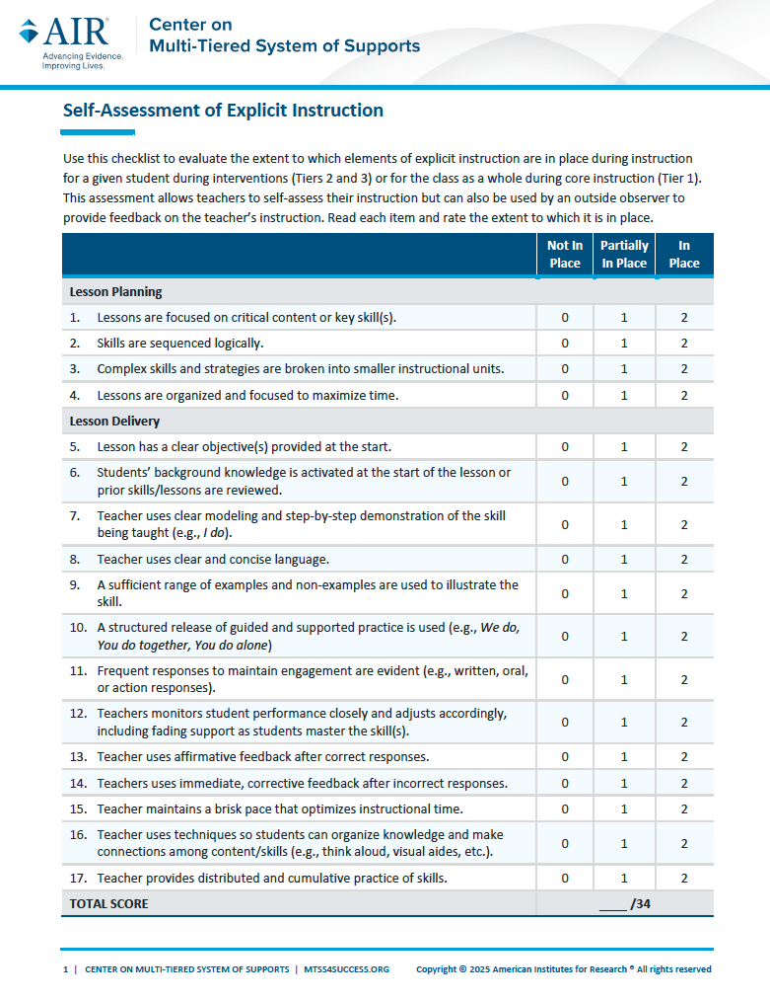 AIR®
Advancing Evidence.
Improving Lives.
Center on
Multi-Tiered System of Supports
Self-Assessment of Explicit Instruction
Use this checklist to evaluate the extent to which elements of explicit instruction are in place during instruction
for a given student during interventions (Tiers 2 and 3) or for the class as a whole during core instruction (Tier 1).
This assessment allows teachers to self-assess their instruction but can also be used by an outside observer to
provide feedback on the teacher's instruction. Read each item and rate the extent to which it is in place.
Not In Place Partially In Place In Place
Lesson Planning
1. Lessons are focused on critical content or key skill(s). 0 1 2
2. Skills are sequenced logically. 0 1 2
3. Complex skills and strategies are broken into smaller instructional units. 0 1 2
4. Lessons are organized and focused to maximize time. 0 1 2
Lesson Delivery
5. Lesson has a clear objective(s) provided at the start. 0 1 2
6. Students' background knowledge is activated at the start of the lesson or
prior skills/lessons are reviewed. 0 1 2
7. Teacher uses clear modeling and step-by-step demonstration of the skill
being taught (e.g., I do). 0 1 2
8. Teacher uses clear and concise language. 0 1 2
9. A sufficient range of examples and non-examples are used to illustrate the
skill. 0 1 2
10. A structured release of guided and supported practice is used (e.g., We do,
You do together, You do alone) 0 1 2
11. Frequent responses to maintain engagement are evident (e.g., written, oral,
or action responses). 0 1 2
12. Teachers monitors student performance closely and adjusts accordingly,
including fading support as students master the skill(s). 0 1 2
13. Teacher uses affirmative feedback after correct responses. 0 1 2
14. Teachers uses immediate, corrective feedback after incorrect responses. 0 1 2
15. Teacher maintains a brisk pace that optimizes instructional time. 0 1 2
16. Teacher uses techniques so students can organize knowledge and make
connections among content/skills (e.g., think aloud, visual aides, etc.). 0 1 2
17. Teacher provides distributed and cumulative practice of skills. 0 1 2
TOTAL SCORE ____ /34
1 | CENTER ON MULTI-TIERED SYSTEM OF SUPPORTS | MTSS4SUCCESS.ORG Copyright © 2025 American Institutes for Research ® All rights reserved